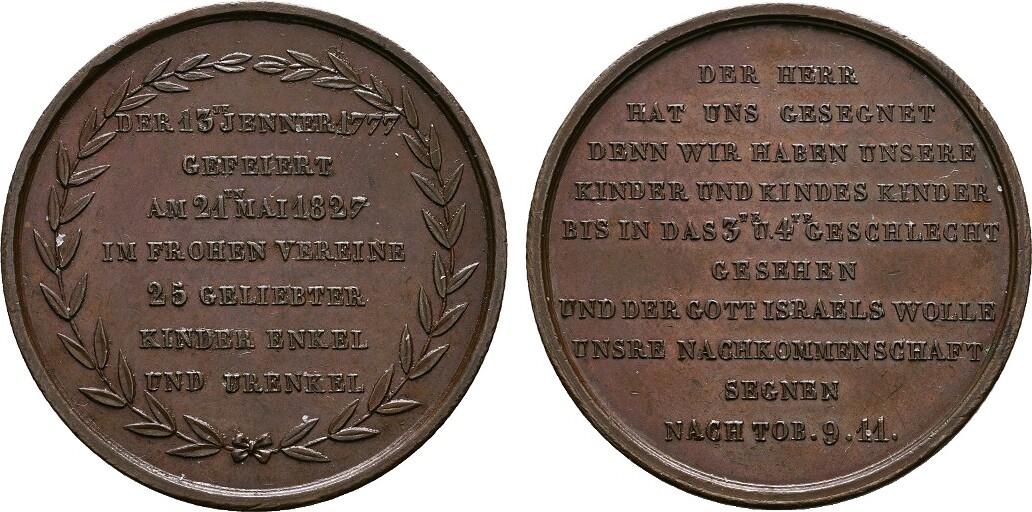 DER 13TE JENNER 1777
GEFEIERT
AM 21TN MAI 1827
IM FROHEN VEREINE
25 GELIEBTER
KINDER ENKEL
UND URENKEL
DER HERR
HAT UNS GESEGNET
DENN WIR HABEN UNSERE
KINDER UND KINDES KINDER
BIS IN DAS 3TE U. 4TE GESCHLECHT
GESEHEN
UND DER GOTT ISRAELS WOLLE
UNSRE NACHKOMMENSCHAFT
SEGNEN
NACH TOB. 9. 11.